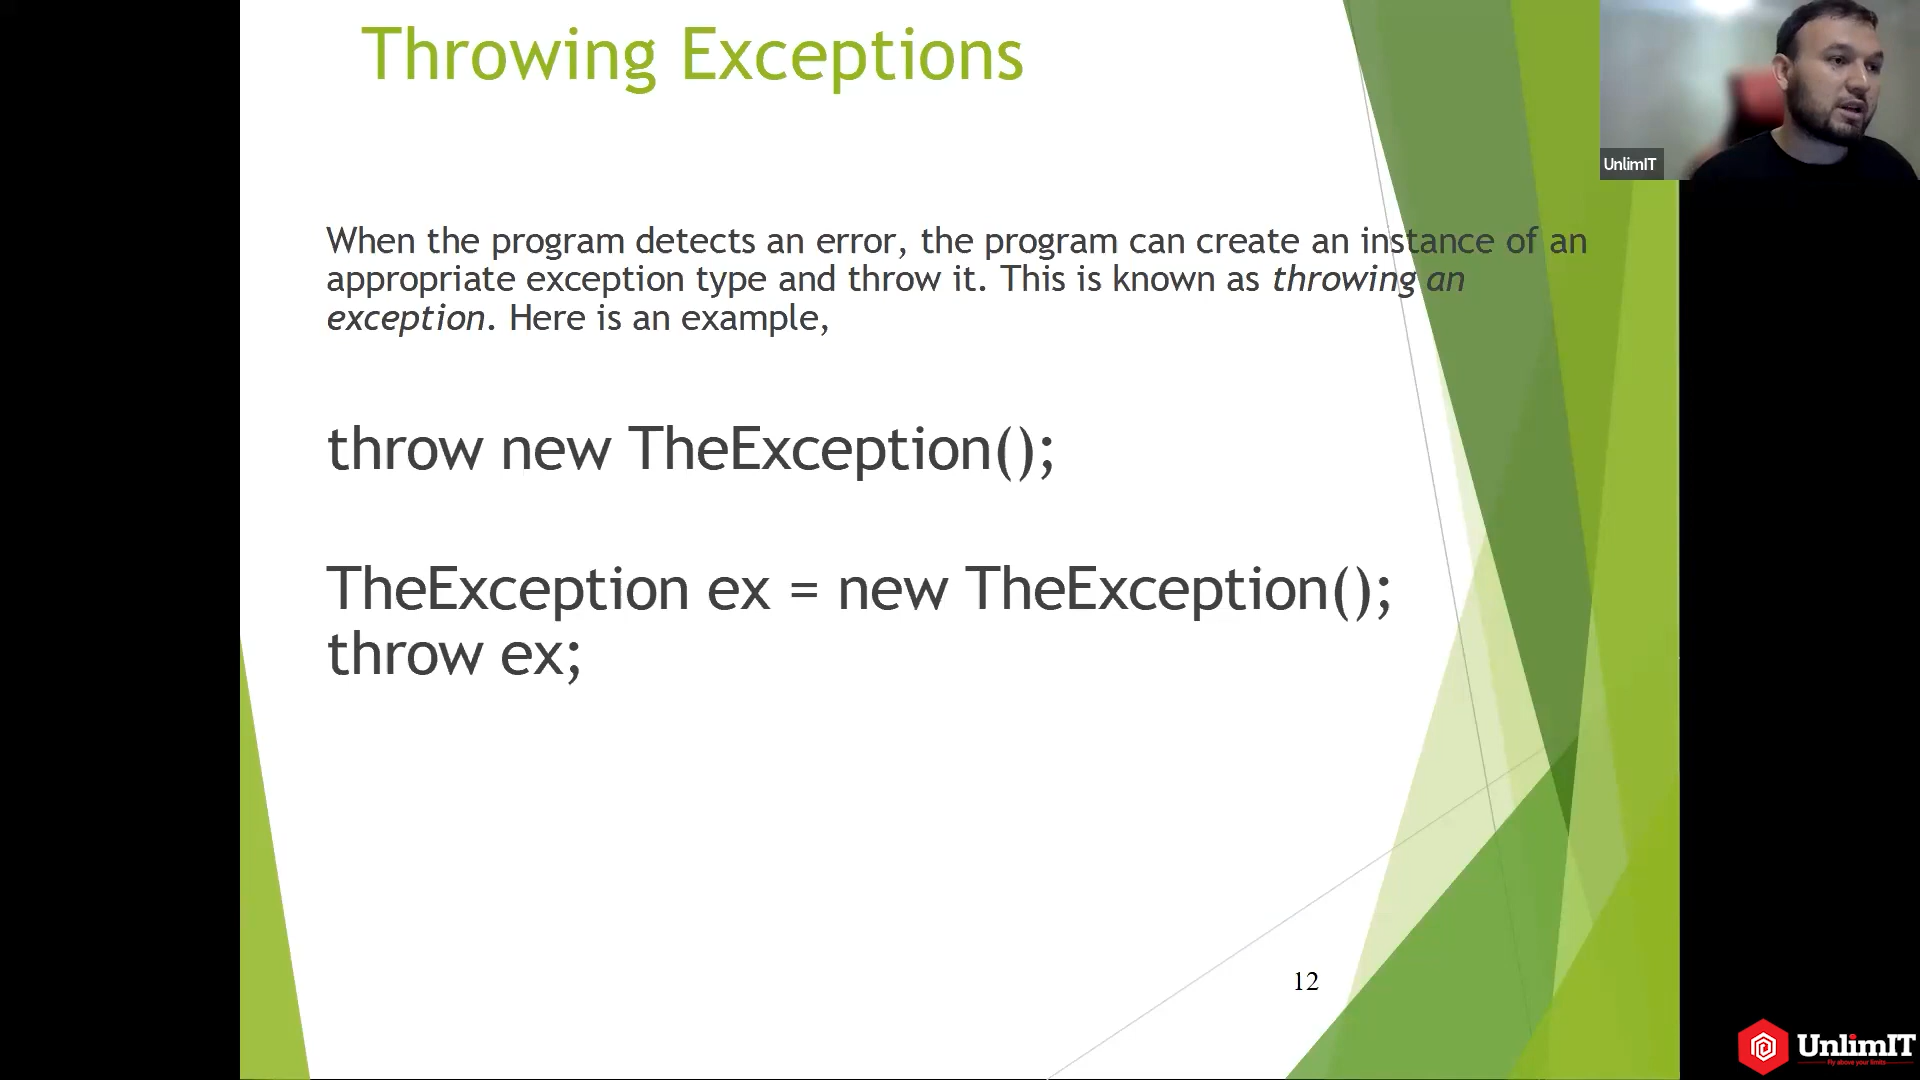 Throwing Exceptions
UnlimIT
When the program detects an error, the program can create an instance of an
appropriate exception type and throw it. This is known as throwing an
exception. Here is an example,
throw new TheException();
TheException ex = new TheException();
throw ex;
12
UnlimIT
Fly above your limits